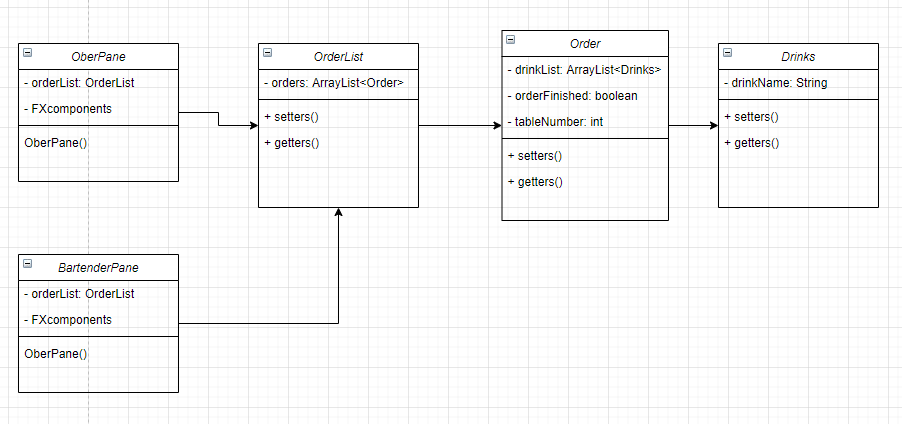 OberPane
- orderList: OrderList
- FXcomponents
OberPane()
OrderList
- orders: ArrayList<Order>
+ setters()
+ getters()
Order
- drinkList: ArrayList<Drinks>
- orderFinished: boolean
- tableNumber: int
+ setters()
+ getters()
Drinks
- drinkName: String
+ setters()
+ getters()
BartenderPane
- orderList: OrderList
- FXcomponents
OberPane()